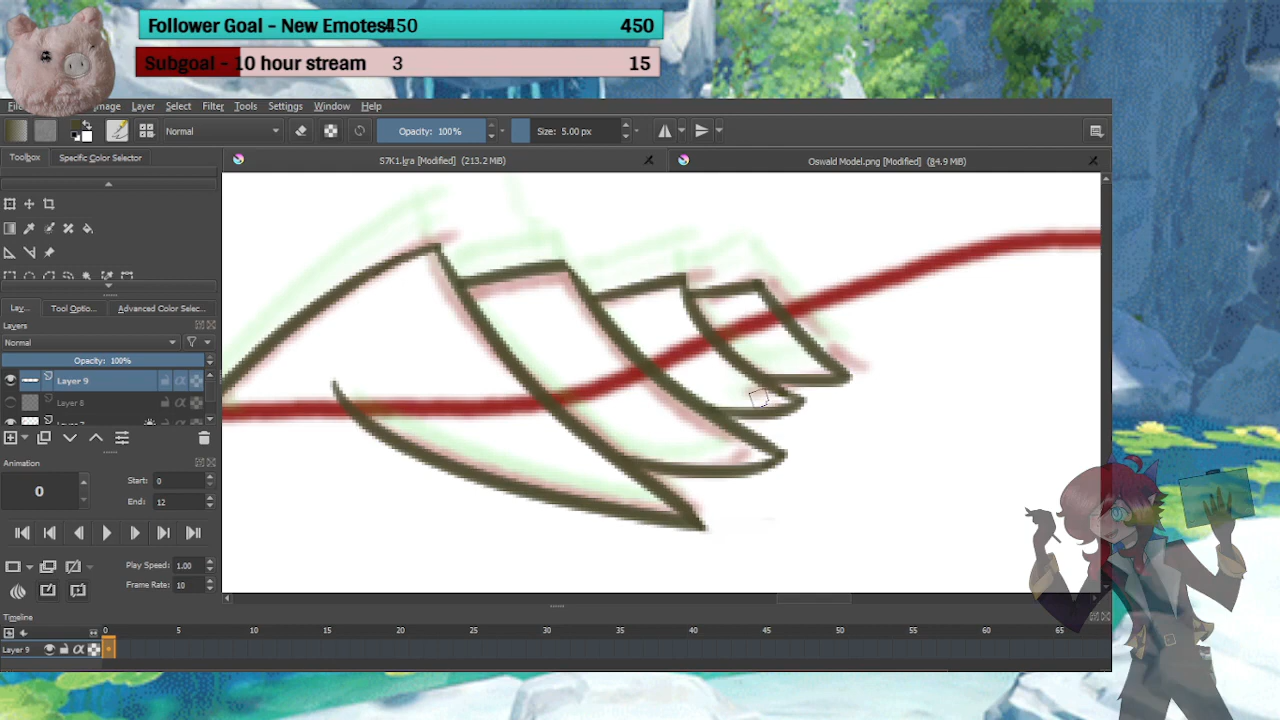 Follower Goal - New Emotes! 450 450
Subgoal - 10 hour stream 3 15
File Image Layer Select Filter Tools Settings Window Help
Normal Opacity: 100% Size: 5.00 px
Toolbox Specific Color Selector
S7K1.kra [Modified] (213.2 MiB) Oswald Model.png [Modified] (84.9 MiB)
Lay... Tool Optio... Advanced Color Selec...
Layers
Normal
Opacity: 100%
Layer 9
Layer 8
Animation
0 Start: 0
End: 12
Play Speed: 1.00
Frame Rate: 10
Timeline
0 5 10 15 20 25 30 35 40 45 50 55 60 65
Layer 9